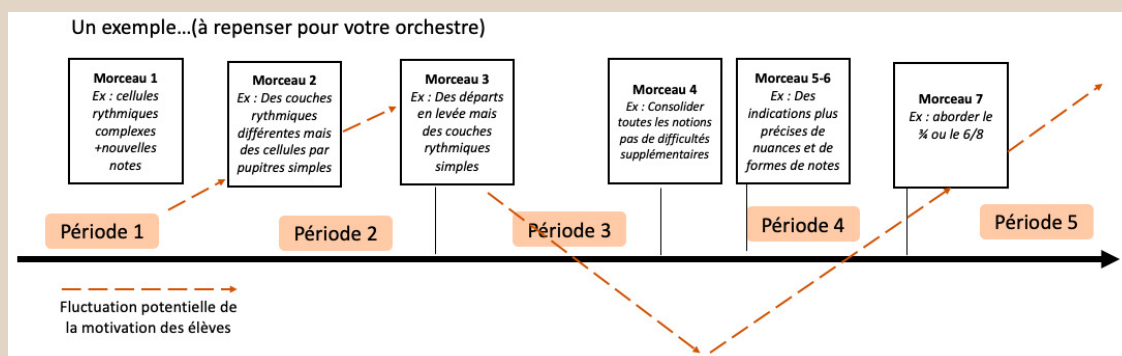 Un exemple...(à repenser pour votre orchestre)
Morceau 1
Ex : cellules
rythmiques
complexes
+nouvelles
notes
Morceau 2
Ex : Des couches
rythmiques
différentes mais
des cellules par
pupitres simples
Morceau 3
Ex : Des départs
en levée mais
des couches
rythmiques
simples
Morceau 4
Ex : Consolider
toutes les notions
pas de difficultés
supplémentaires
Morceau 5-6
Ex : Des
indications plus
précises de
nuances et de
formes de notes
Morceau 7
Ex : aborder le
¾ ou le 6/8
Période 1
Période 2
Période 3
Période 4
Période 5
Fluctuation potentielle de
la motivation des élèves